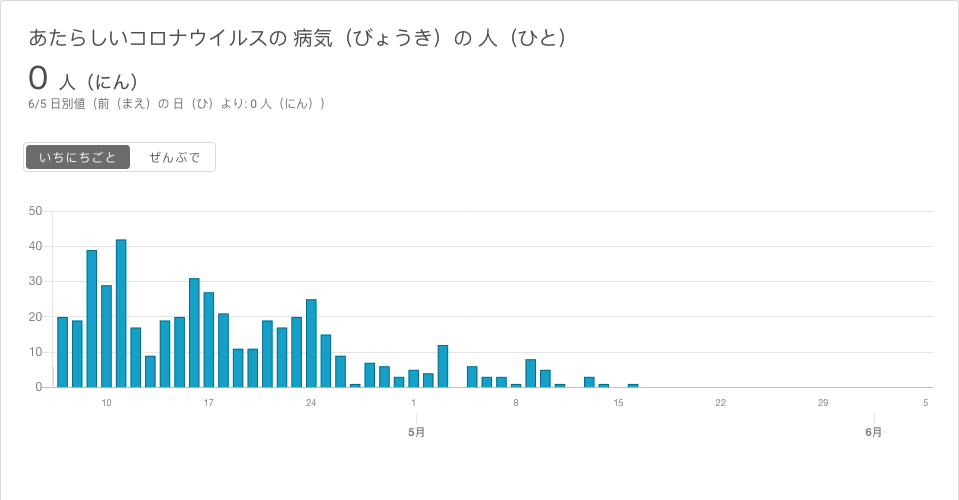 あたらしいコロナウイルスの 病気（びょうき）の 人（ひと）
0 人（にん）
6/5 日別値（前（まえ）の 日（ひ）より: 0 人（にん））
いちにちごと ぜんぶで
50
40
30
20
10
0
10 17 24 1 8 15 22 29 5
5月 6月